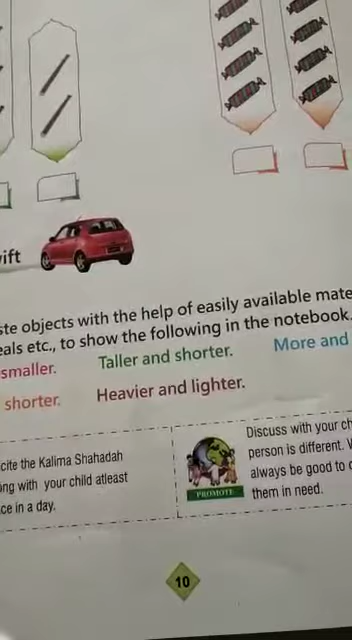 ift
ste objects with the help of easily available mate
eals etc., to show the following in the notebook.
smaller. Taller and shorter. More and
shorter. Heavier and lighter.
cite the Kalima Shahadah
ng with your child atleast
ce in a day.
PROMOTE
Discuss with your ch
person is different. W
always be good to o
them in need.
10